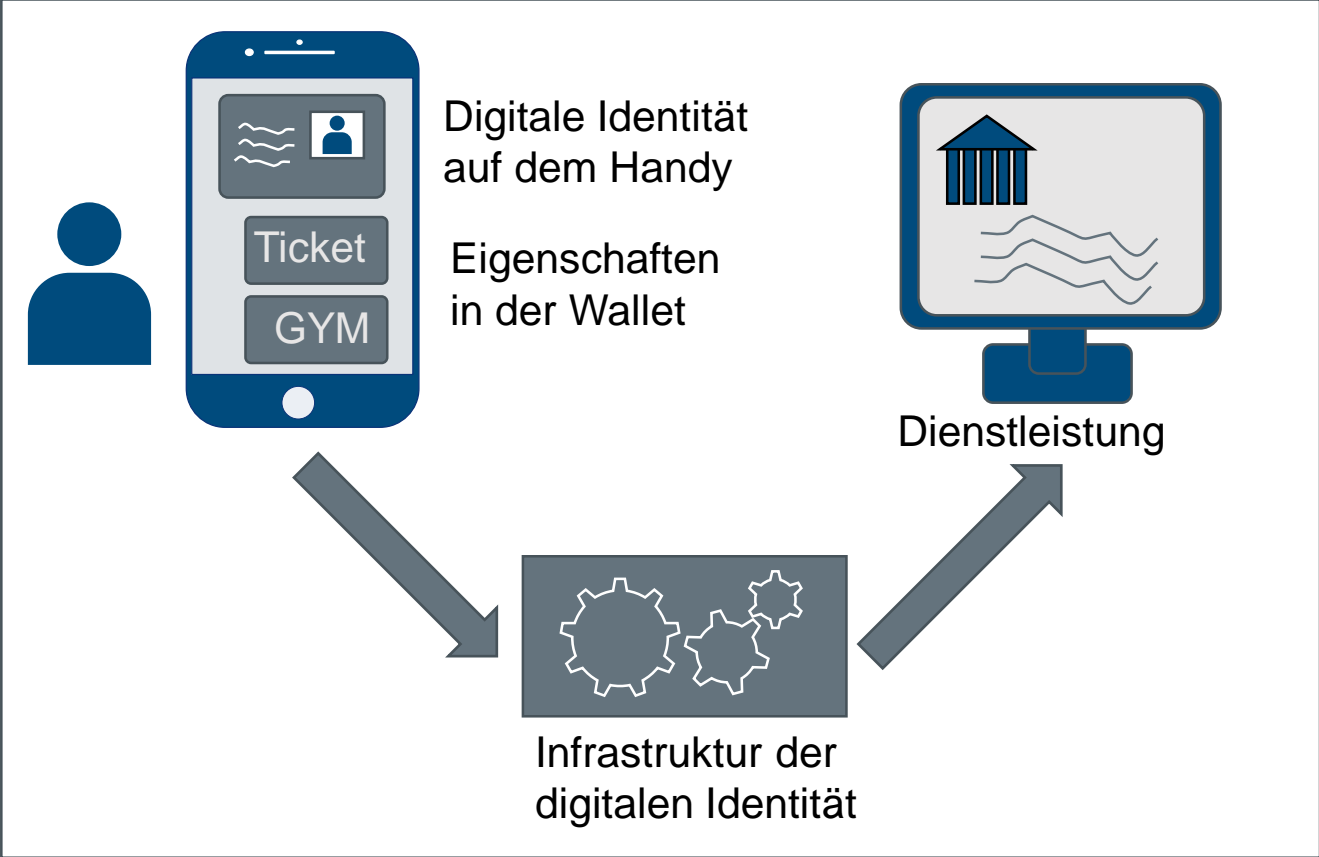 Digitale Identität
auf dem Handy
Ticket
GYM
Eigenschaften
in der Wallet
Dienstleistung
Infrastruktur der
digitalen Identität